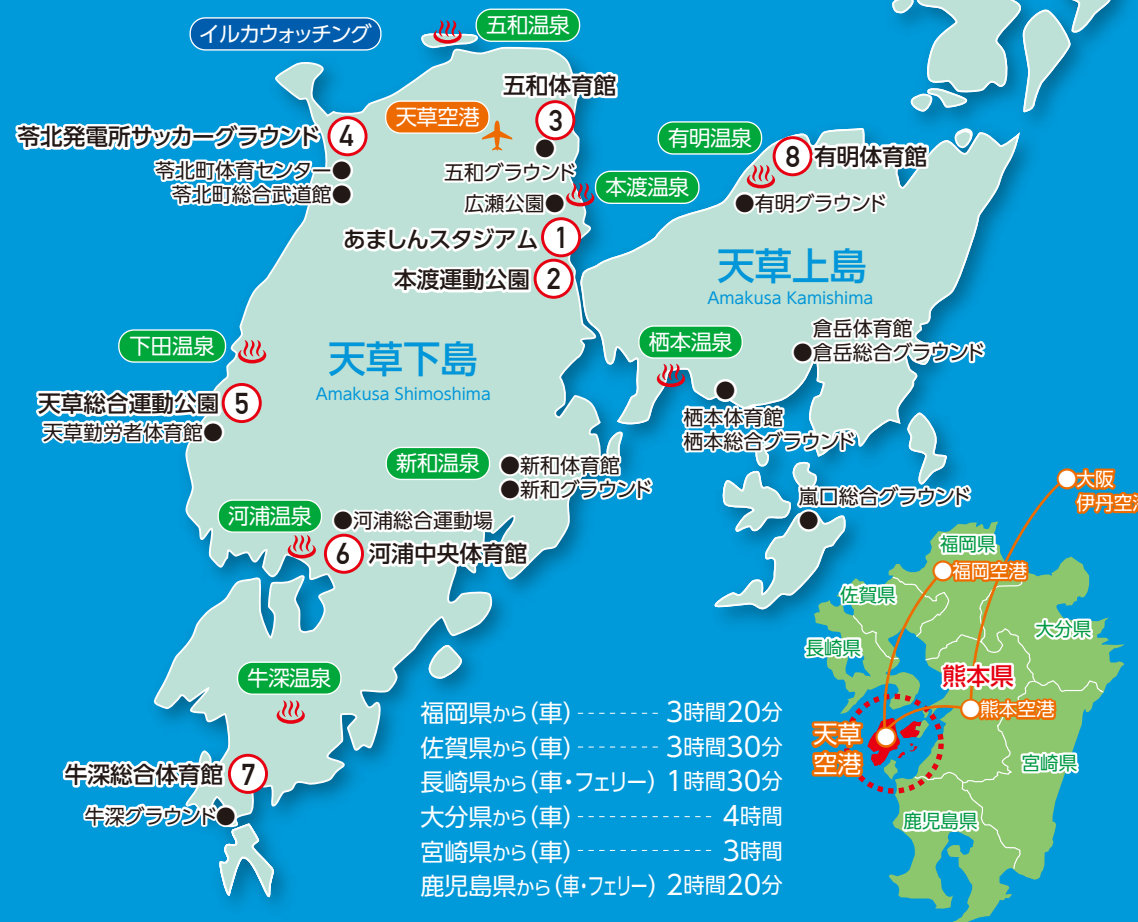 イルカウォッチング
五和温泉
五和体育館
天草空港
3
苓北発電所サッカーグラウンド 4
苓北町体育センター
苓北町総合武道館
五和グラウンド
広瀬公園
本渡温泉
あましんスタジアム 1
本渡運動公園 2
有明温泉
8 有明体育館
有明グラウンド
天草上島
Amakusa Kamishima
倉岳体育館
倉岳総合グラウンド
栖本温泉
栖本体育館
栖本総合グラウンド
下田温泉
天草下島
Amakusa Shimoshima
天草総合運動公園 5
天草勤労者体育館
新和温泉
新和体育館
新和グラウンド
河浦温泉
河浦総合運動場
6 河浦中央体育館
嵐口総合グラウンド
牛深温泉
牛深総合体育館 7
牛深グラウンド
福岡県から(車) -------- 3時間20分
佐賀県から(車) -------- 3時間30分
長崎県から(車・フェリー) 1時間30分
大分県から(車) ------------- 4時間
宮崎県から(車) ------------- 3時間
鹿児島県から(車・フェリー) 2時間20分
大阪
伊丹空港
福岡県
福岡空港
佐賀県
大分県
長崎県
熊本県
熊本空港
天草
空港
宮崎県
鹿児島県